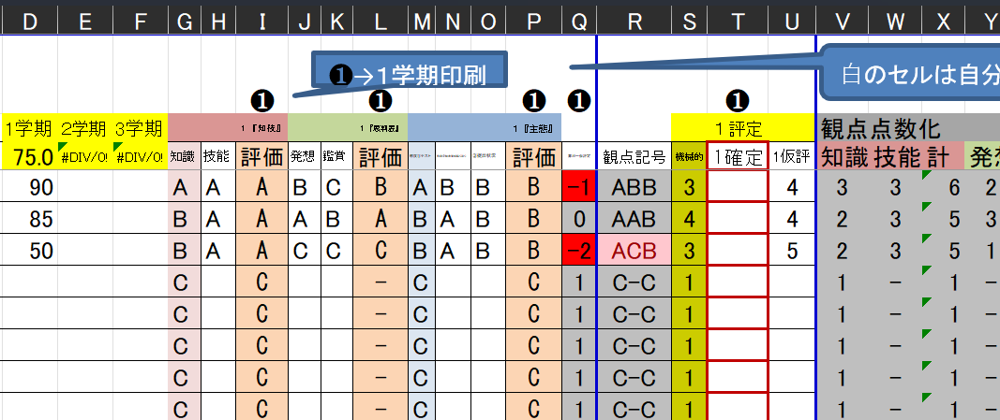 D E F G H I J K L M N O P Q R S T U V W X Y
❶→１学期印刷
白のセルは自分
❶ ❶ ❶ ❶ ❶
1学期 2学期 3学期 1 『知技』 1 『思判表』 1 『主態』 1評定 観点点数化
75.0 #DIV/0! #DIV/0! 知識 技能 評価 発想 鑑賞 評価 評価 観点記号 機械的 1確定 1仮評 知識 技能 計 発想
90 A A A B C B A B B B -1 ABB 3 4 3 3 6 2
85 B A A A B A B A B B 0 AAB 4 4 2 3 5 3
50 B A A C C C B A B B -2 ACB 3 5 2 3 5 1
C C - C C 1 C-C 1 1 - 1 -
C C - C C 1 C-C 1 1 - 1 -
C C - C C 1 C-C 1 1 - 1 -
C C - C C 1 C-C 1 1 - 1 -
C C - C C 1 C-C 1 1 - 1 -